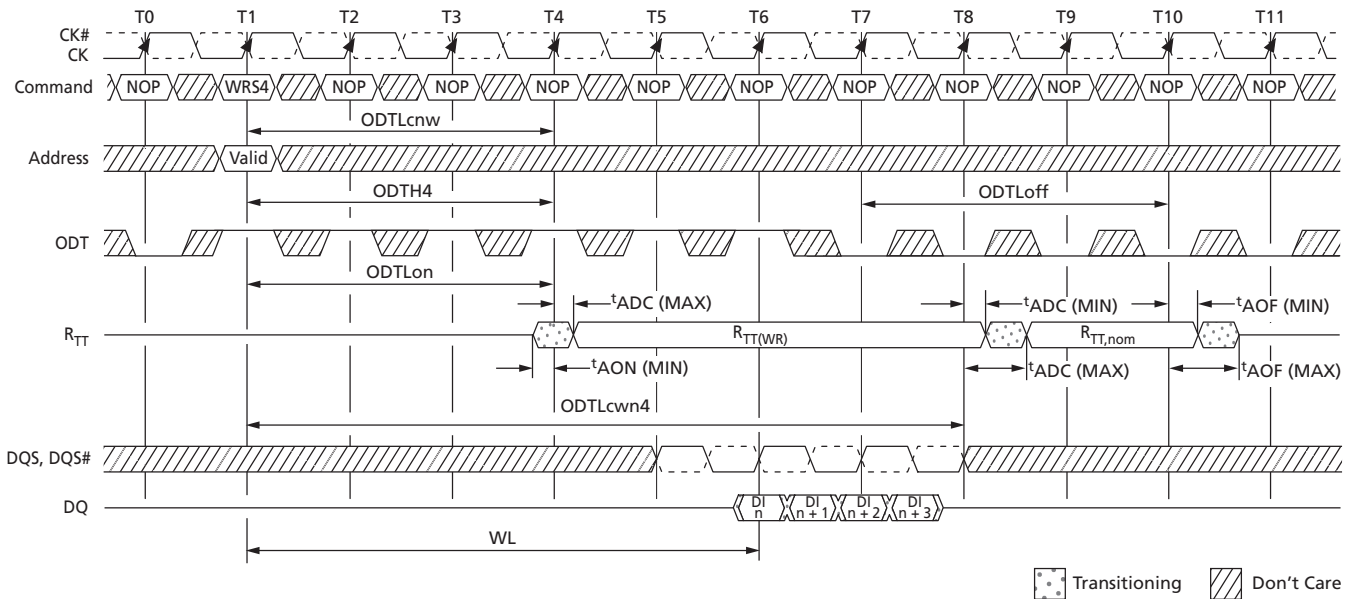 T0 T1 T2 T3 T4 T5 T6 T7 T8 T9 T10 T11
CK#
CK
Command NOP WRS4 NOP NOP NOP NOP NOP NOP NOP NOP NOP NOP
ODTLcnw
Address Valid
ODTH4 ODTLoff
ODT
ODTLon
tADC (MAX) tADC (MIN) tAOF (MIN)
RTT RTT(WR) RTT,nom
tAON (MIN) tADC (MAX) tAOF (MAX)
ODTLcwn4
DQS, DQS#
DQ DI n DI n + 1 DI n + 2 DI n + 3
WL
Transitioning Don't Care